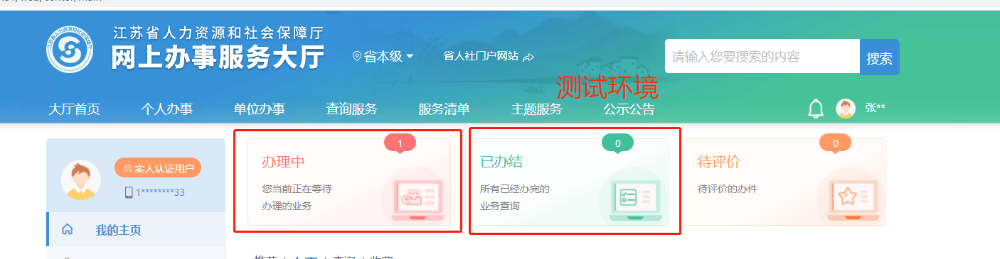 江苏省人力资源和社会保障厅
网上办事服务大厅
省本级
省人社门户网站
请输入您要搜索的内容
搜索
测试环境
大厅首页 个人办事 单位办事 查询服务 服务清单 主题服务 公示公告
张**
实人认证用户
1********33
我的主页
1
办理中
您当前正在等待
办理的业务
0
已办结
所有已经办完的
业务查询
0
待评价
待评价的办件